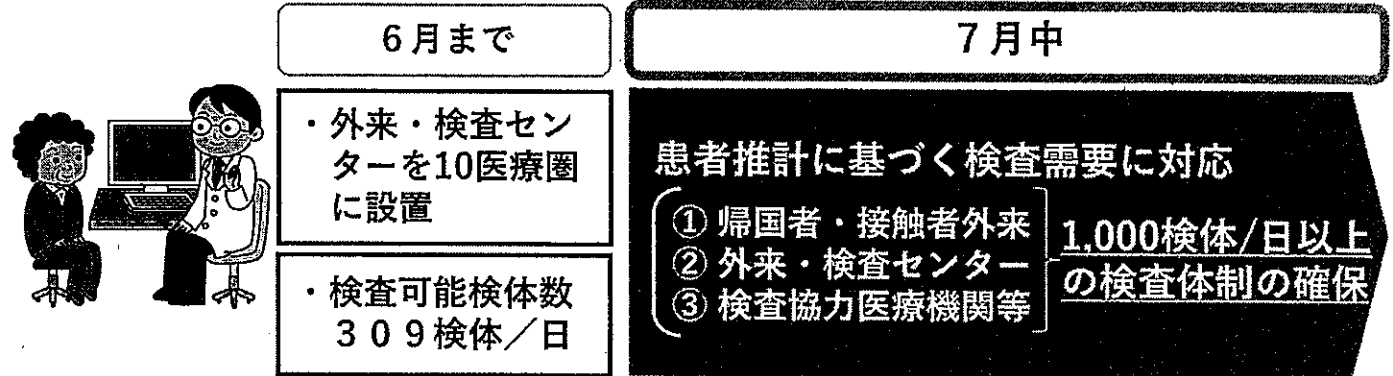 6月まで
・外来・検査セン
ターを10医療圏
に設置
・検査可能検体数
309検体／日
7月中
患者推計に基づく検査需要に対応
① 帰国者・接触者外来
② 外来・検査センター
③ 検査協力医療機関等
1,000検体/日以上
の検査体制の確保